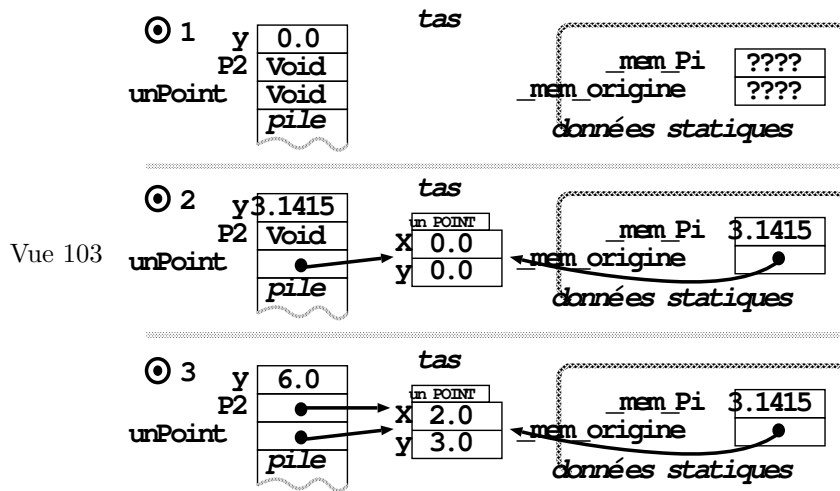 tas
1
y 0.0
P2 Void
unPoint Void
pile
_mem_Pi ????
_mem_origine ????
données statiques
Vue 103
tas
2
y 3.1415
P2 Void
unPoint
pile
un POINT
x 0.0
y 0.0
_mem_Pi 3.1415
_mem_origine
données statiques
tas
3
y 6.0
P2
unPoint
pile
un POINT
x 2.0
y 3.0
_mem_Pi 3.1415
_mem_origine
données statiques